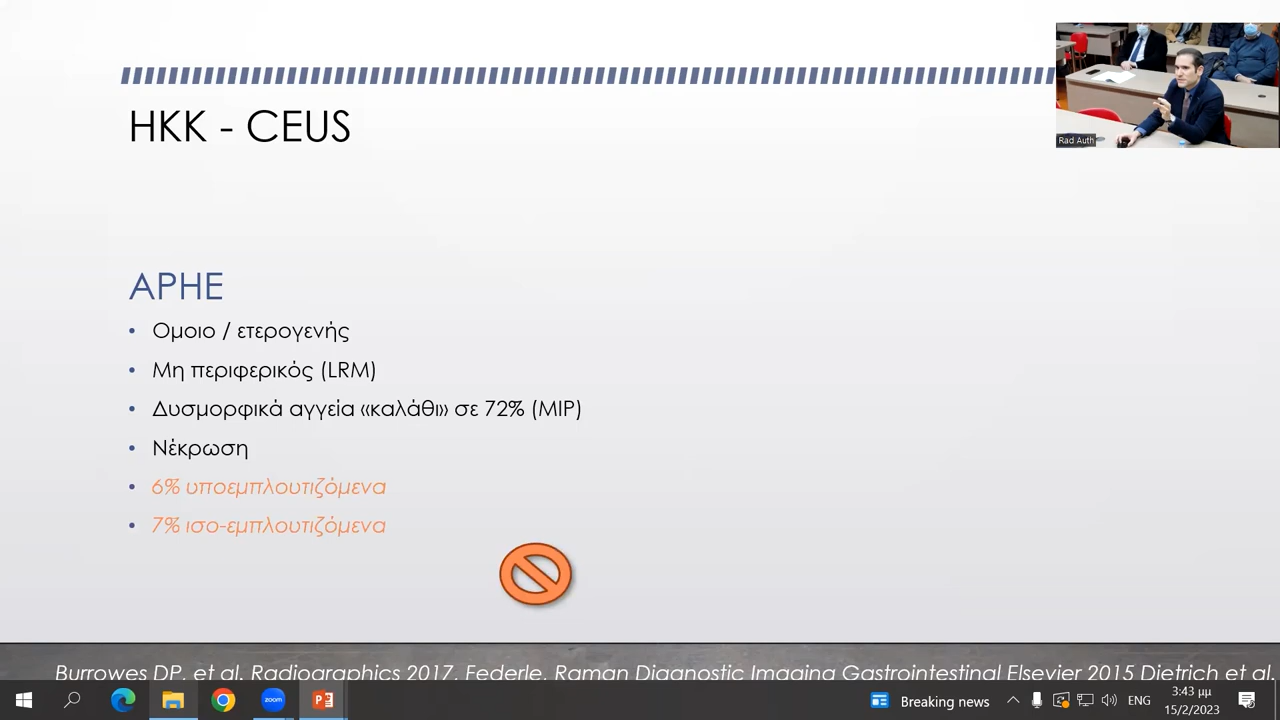 HKK - CEUS
Rad Auth
APHE
• Ομοιο / ετερογενής
• Μη περιφερικός (LRM)
• Δυσμορφικά αγγεία «καλάθι» σε 72% (MIP)
• Νέκρωση
• 6% υποεμπλουτιζόμενα
• 7% ισο-εμπλουτιζόμενα
Burrowes DP, et al. Radiographics 2017, Federle, Raman Diagnostic Imaging Gastrointestinal Elsevier 2015 Dietrich et al.
zoom
Breaking news
ENG
3:43 μμ
15/2/2023